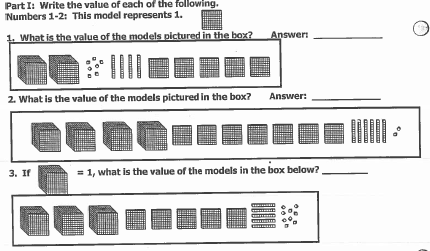 Part I: Write the value of each of the following.
Numbers 1-2: This model represents 1.
1. What is the value of the models pictured in the box? Answer: ___________
2. What is the value of the models pictured in the box? Answer: ___________
3. If = 1, what is the value of the models in the box below? ________